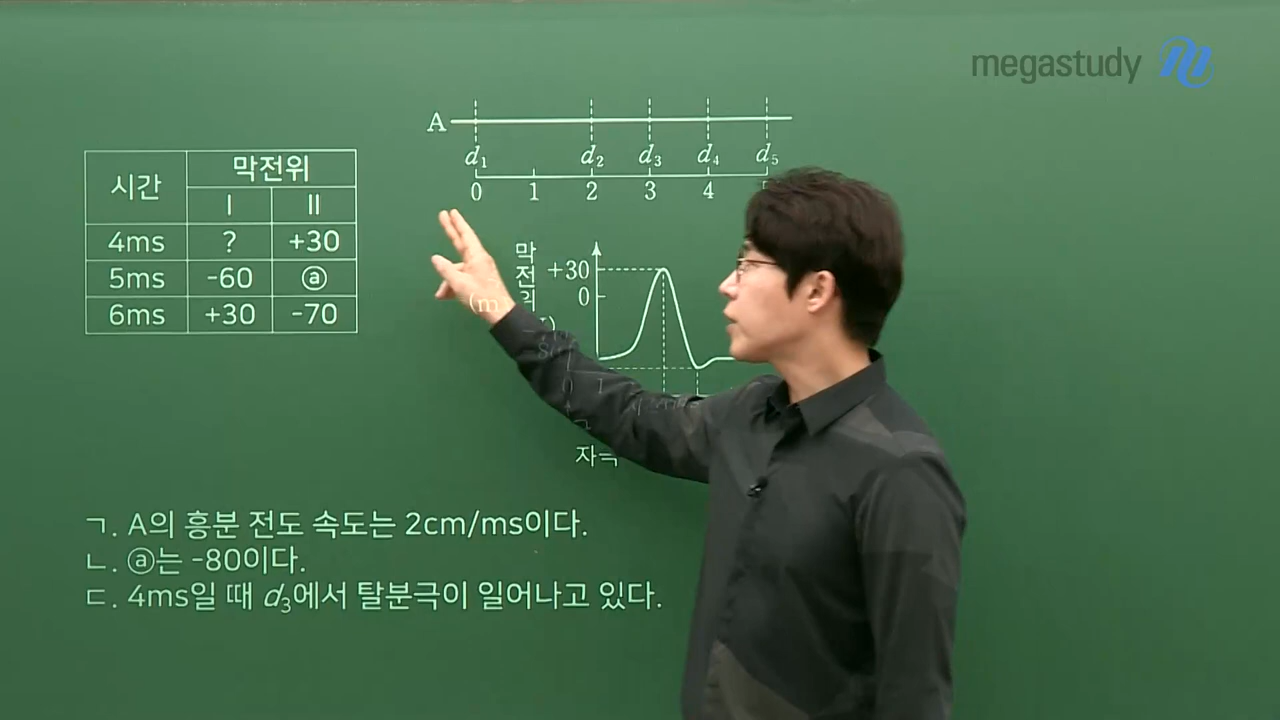 megastudy
A
d₁ d₂ d₃ d₄ d₅
0 1 2 3 4
시간 막전위
I II
4ms ? +30
5ms -60 ⓐ
6ms +30 -70
막전위
+30
0
(m
자극
ㄱ. A의 흥분 전도 속도는 2cm/ms이다.
ㄴ. ⓐ는 -80이다.
ㄷ. 4ms일 때 d₃에서 탈분극이 일어나고 있다.